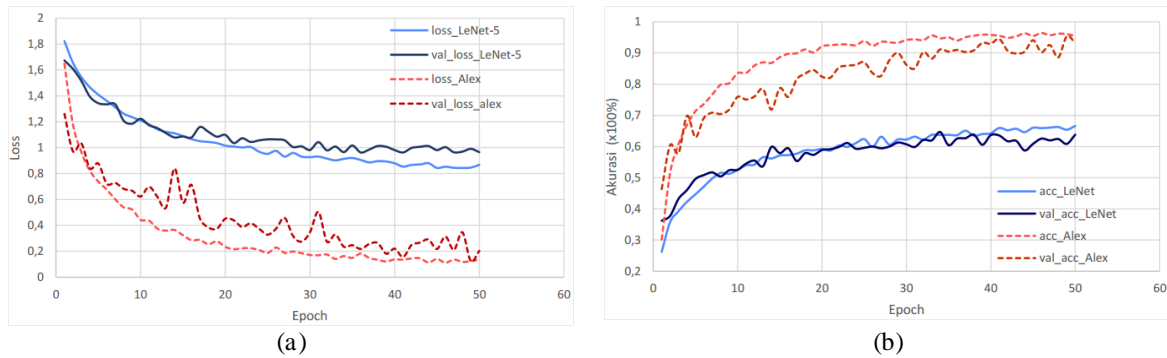 2
1,8
1,6
1,4
1,2
1
0,8
0,6
0,4
0,2
0
Loss
0 10 20 30 40 50 60
Epoch
loss_LeNet-5
val_loss_LeNet-5
loss_Alex
val_loss_alex
(a)
1
0,9
0,8
0,7
0,6
0,5
0,4
0,3
0,2
Akurasi (x100%)
0 10 20 30 40 50 60
Epoch
acc_LeNet
val_acc_LeNet
acc_Alex
val_acc_Alex
(b)